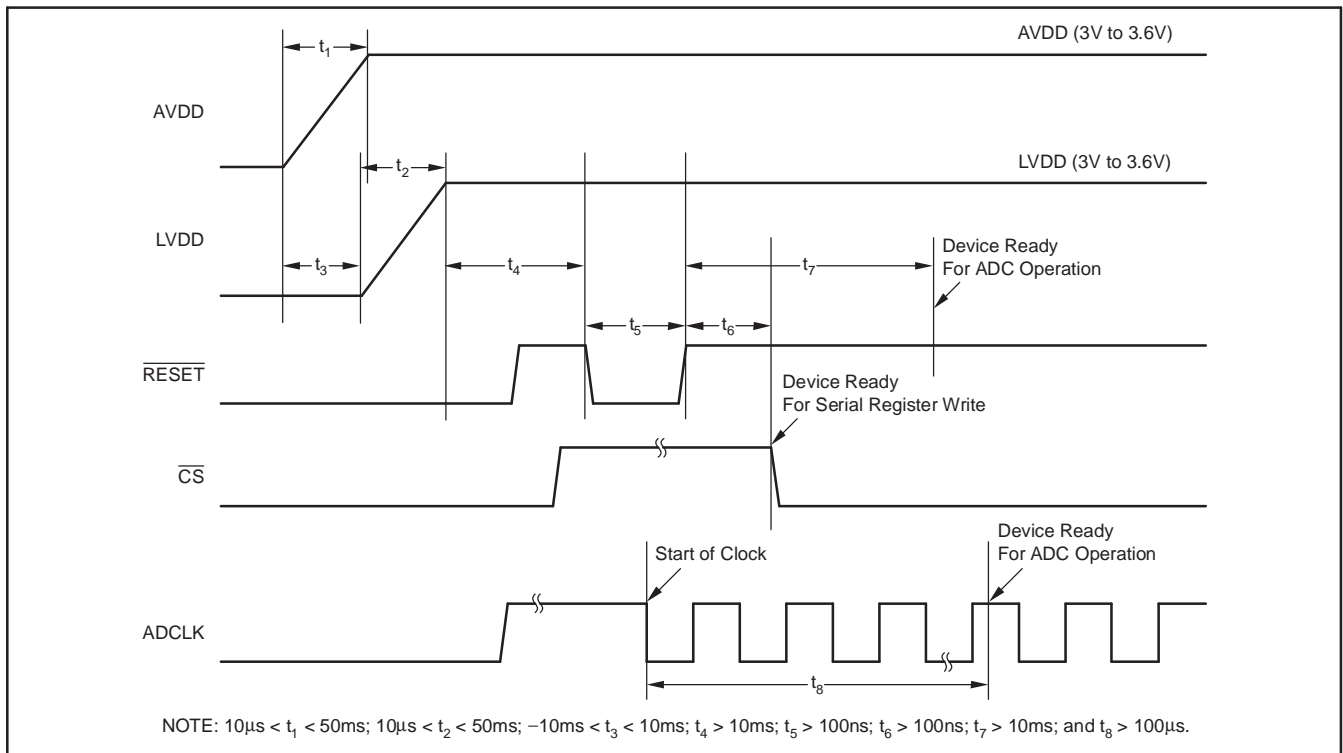 AVDD (3V to 3.6V)
t1
AVDD
t2
LVDD (3V to 3.6V)
LVDD
t3
t4
t7
Device Ready
For ADC Operation
t5
t6
RESET
Device Ready
For Serial Register Write
CS
Device Ready
For ADC Operation
Start of Clock
ADCLK
t8
NOTE: 10μs < t1 < 50ms; 10μs < t2 < 50ms; −10ms < t3 < 10ms; t4 > 10ms; t5 > 100ns; t6 > 100ns; t7 > 10ms; and t8 > 100μs.